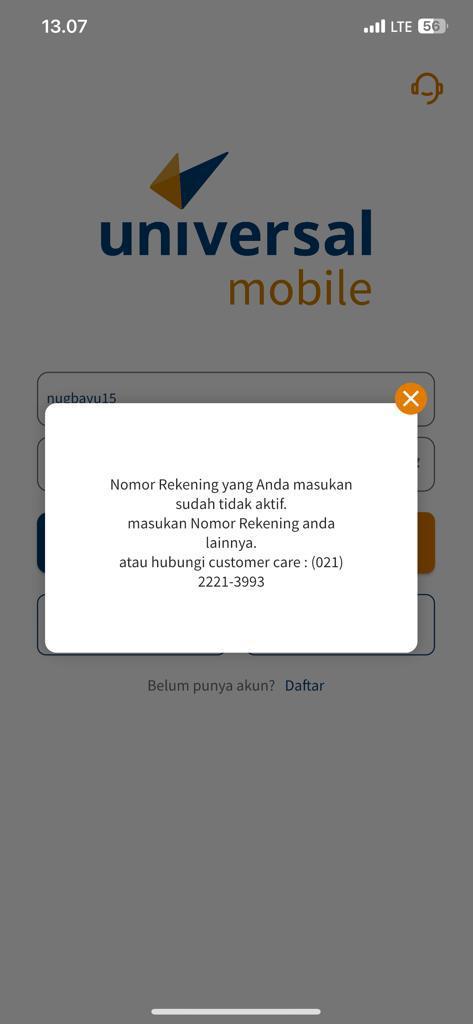 13.07
LTE 56
universal
mobile
nugbayu15
Nomor Rekening yang Anda masukan
sudah tidak aktif.
masukan Nomor Rekening anda
lainnya.
atau hubungi customer care : (021)
2221-3993
Belum punya akun? Daftar